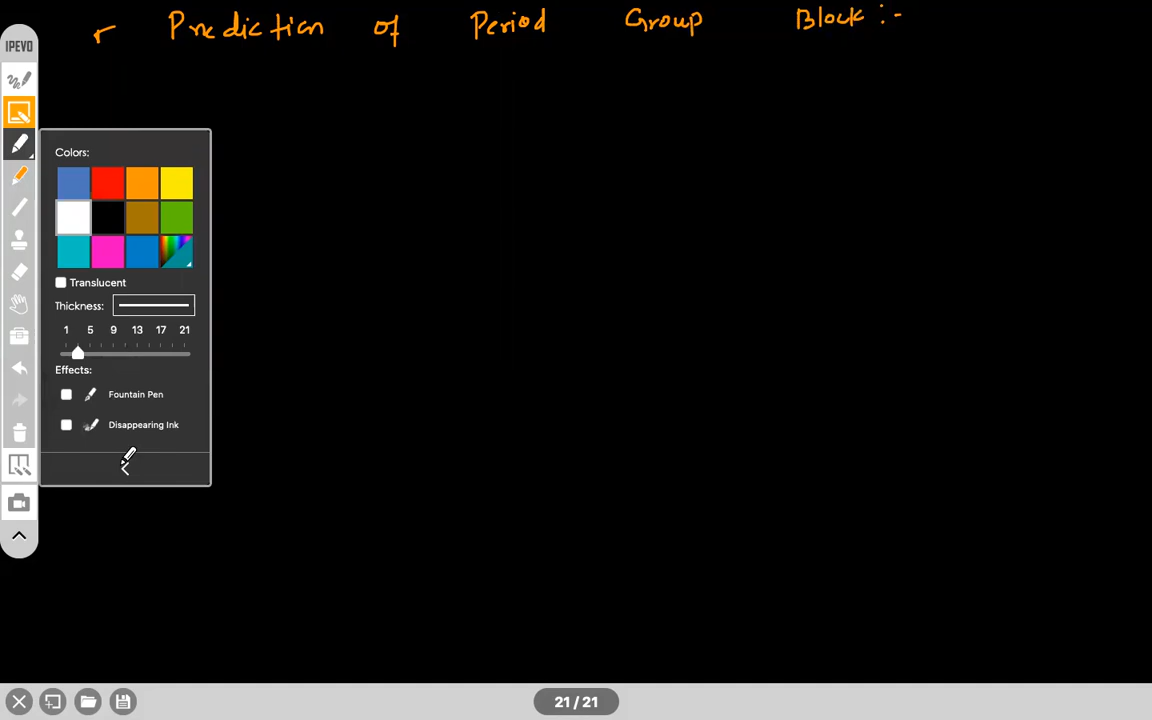 Prediction of Period Group Block :-
IPEVO
Colors:
Translucent
Thickness:
1 5 9 13 17 21
Effects:
Fountain Pen
Disappearing Ink
21 / 21